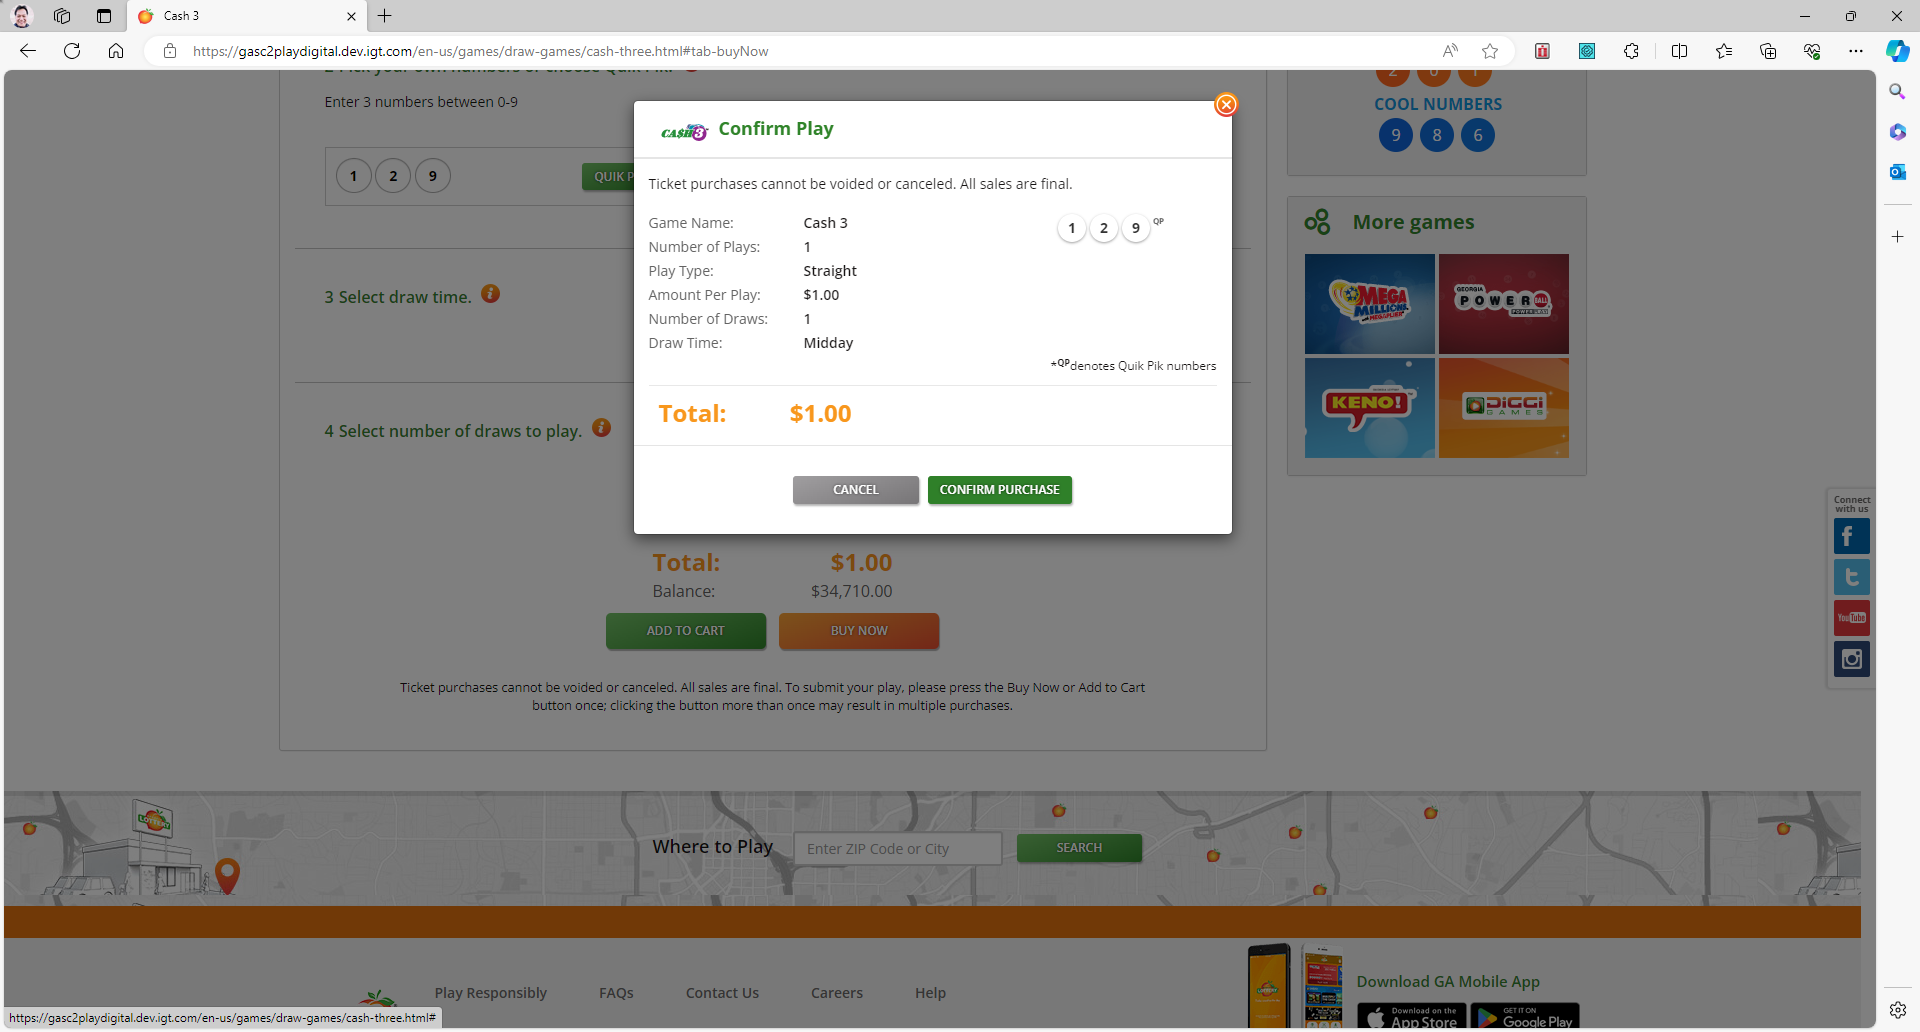 Cash 3
https://gasc2playdigital.dev.igt.com/en-us/games/draw-games/cash-three.html#tab-buyNow
Enter 3 numbers between 0-9
1 2 9
QUIK P
3 Select draw time.
4 Select number of draws to play.
CA$H 3 Confirm Play
Ticket purchases cannot be voided or canceled. All sales are final.
Game Name: Cash 3
Number of Plays: 1
Play Type: Straight
Amount Per Play: $1.00
Number of Draws: 1
Draw Time: Midday
1 2 9 QP
*QPdenotes Quik Pik numbers
Total: $1.00
CANCEL CONFIRM PURCHASE
Total: $1.00
Balance: $34,710.00
ADD TO CART BUY NOW
Ticket purchases cannot be voided or canceled. All sales are final. To submit your play, please press the Buy Now or Add to Cart
button once; clicking the button more than once may result in multiple purchases.
COOL NUMBERS
9 8 6
More games
MEGA
MILLIONS
GEORGIA
POWERBALL
KENO!
DiGGi
GAMES
Connect
with us
YouTube
LOTTERY
Where to Play
Enter ZIP Code or City
SEARCH
Play Responsibly FAQs Contact Us Careers Help
Download GA Mobile App
Download on the
App Store
GET IT ON
Google Play
https://gasc2playdigital.dev.igt.com/en-us/games/draw-games/cash-three.html#